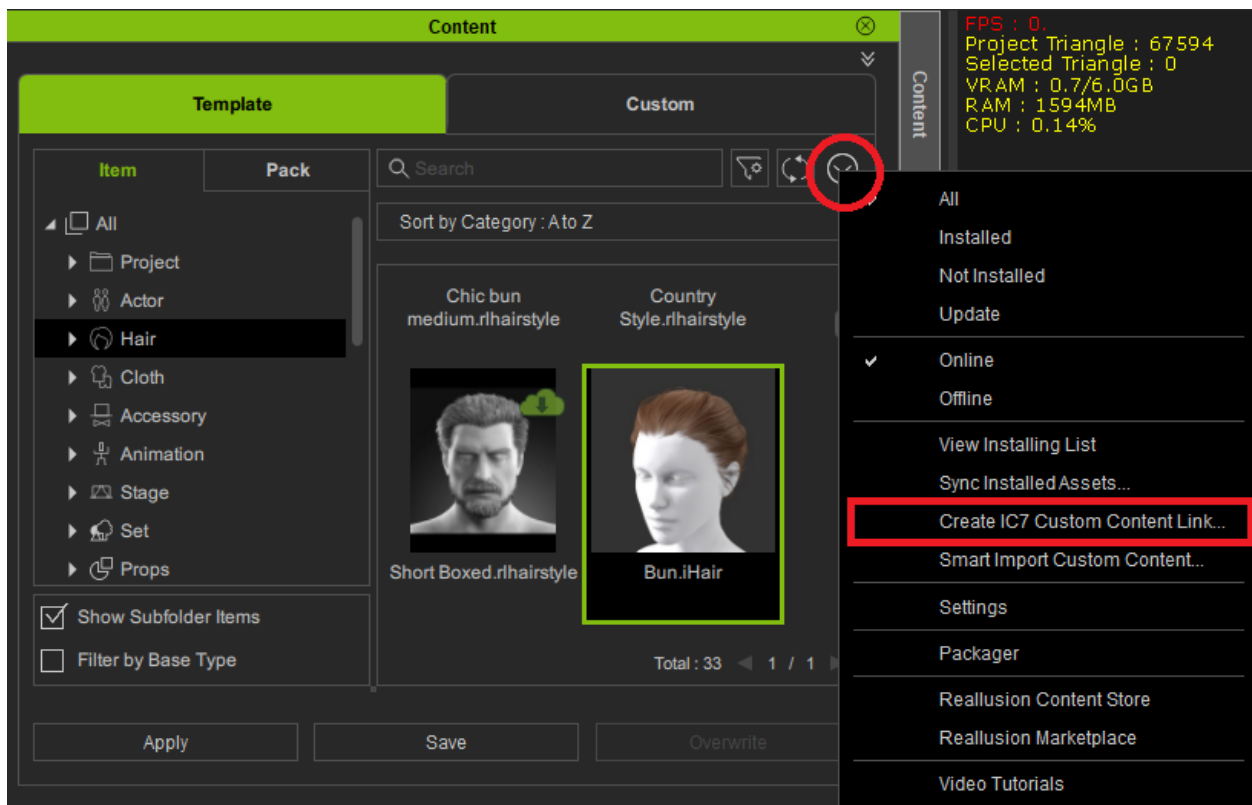 Content
Template
Custom
Item
Pack
Search
All
Project
Actor
Hair
Cloth
Accessory
Animation
Stage
Set
Props
Show Subfolder Items
Filter by Base Type
Sort by Category : A to Z
Chic bun
medium.rlhairstyle
Country
Style.rlhairstyle
Short Boxed.rlhairstyle
Bun.iHair
Total : 33
1 / 1
Apply
Save
Overwrite
Content
FPS : 0.
Project Triangle : 67594
Selected Triangle : 0
VRAM : 0.7/6.0GB
RAM : 1594MB
CPU : 0.14%
All
Installed
Not Installed
Update
Online
Offline
View Installing List
Sync Installed Assets...
Create IC7 Custom Content Link...
Smart Import Custom Content...
Settings
Packager
Reallusion Content Store
Reallusion Marketplace
Video Tutorials